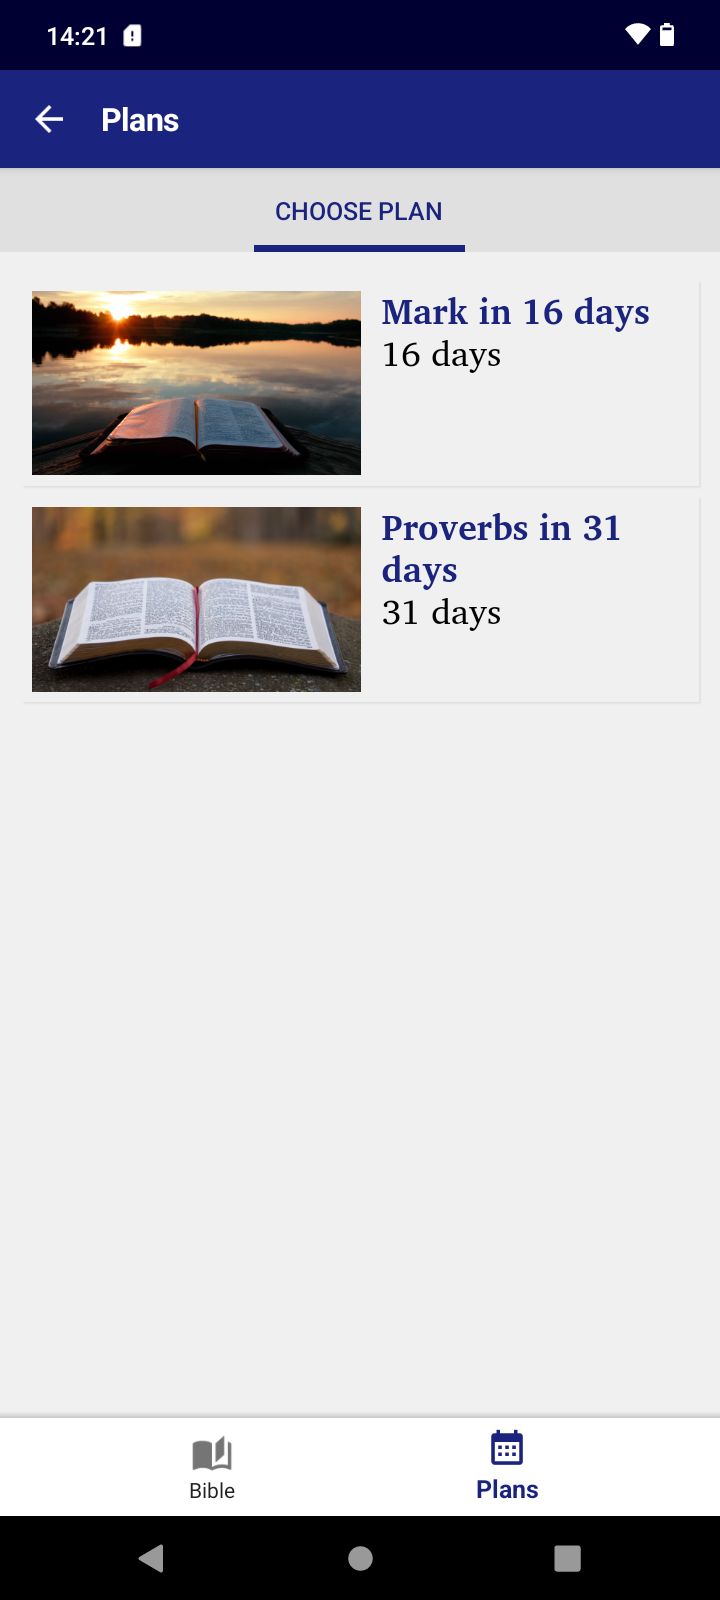 14:21
Plans
CHOOSE PLAN
Mark in 16 days
16 days
Proverbs in 31
days
31 days
Bible
Plans